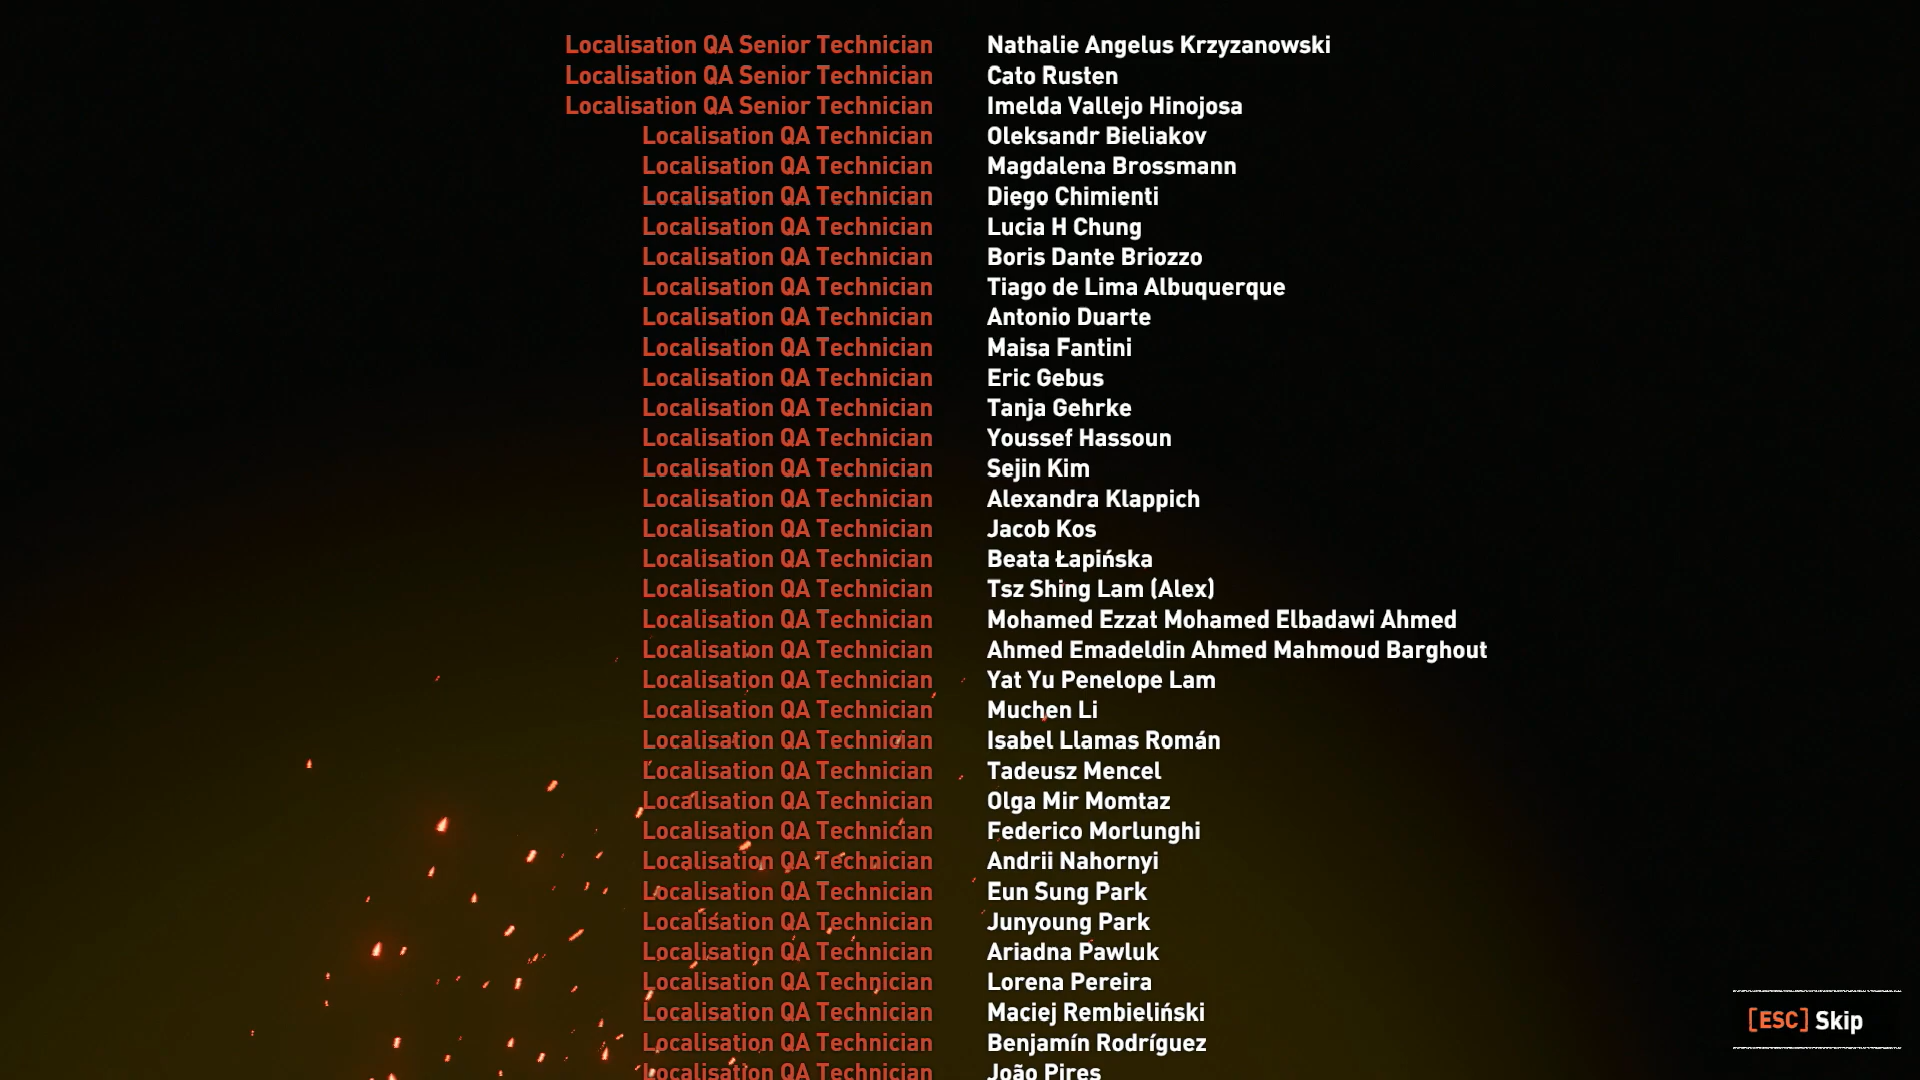 Localisation QA Senior Technician Nathalie Angelus Krzyzanowski
Localisation QA Senior Technician Cato Rusten
Localisation QA Senior Technician Imelda Vallejo Hinojosa
Localisation QA Technician Oleksandr Bieliakov
Localisation QA Technician Magdalena Brossmann
Localisation QA Technician Diego Chimienti
Localisation QA Technician Lucia H Chung
Localisation QA Technician Boris Dante Briozzo
Localisation QA Technician Tiago de Lima Albuquerque
Localisation QA Technician Antonio Duarte
Localisation QA Technician Maisa Fantini
Localisation QA Technician Eric Gebus
Localisation QA Technician Tanja Gehrke
Localisation QA Technician Youssef Hassoun
Localisation QA Technician Sejin Kim
Localisation QA Technician Alexandra Klappich
Localisation QA Technician Jacob Kos
Localisation QA Technician Beata Łapińska
Localisation QA Technician Tsz Shing Lam (Alex)
Localisation QA Technician Mohamed Ezzat Mohamed Elbadawi Ahmed
Localisation QA Technician Ahmed Emadeldin Ahmed Mahmoud Barghout
Localisation QA Technician Yat Yu Penelope Lam
Localisation QA Technician Muchen Li
Localisation QA Technician Isabel Llamas Román
Localisation QA Technician Tadeusz Mencel
Localisation QA Technician Olga Mir Momtaz
Localisation QA Technician Federico Morlunghi
Localisation QA Technician Andrii Nahornyi
Localisation QA Technician Eun Sung Park
Localisation QA Technician Junyoung Park
Localisation QA Technician Ariadna Pawluk
Localisation QA Technician Lorena Pereira
Localisation QA Technician Maciej Rembieliński
Localisation QA Technician Benjamín Rodríguez
Localisation QA Technician João Pires
[ESC] Skip